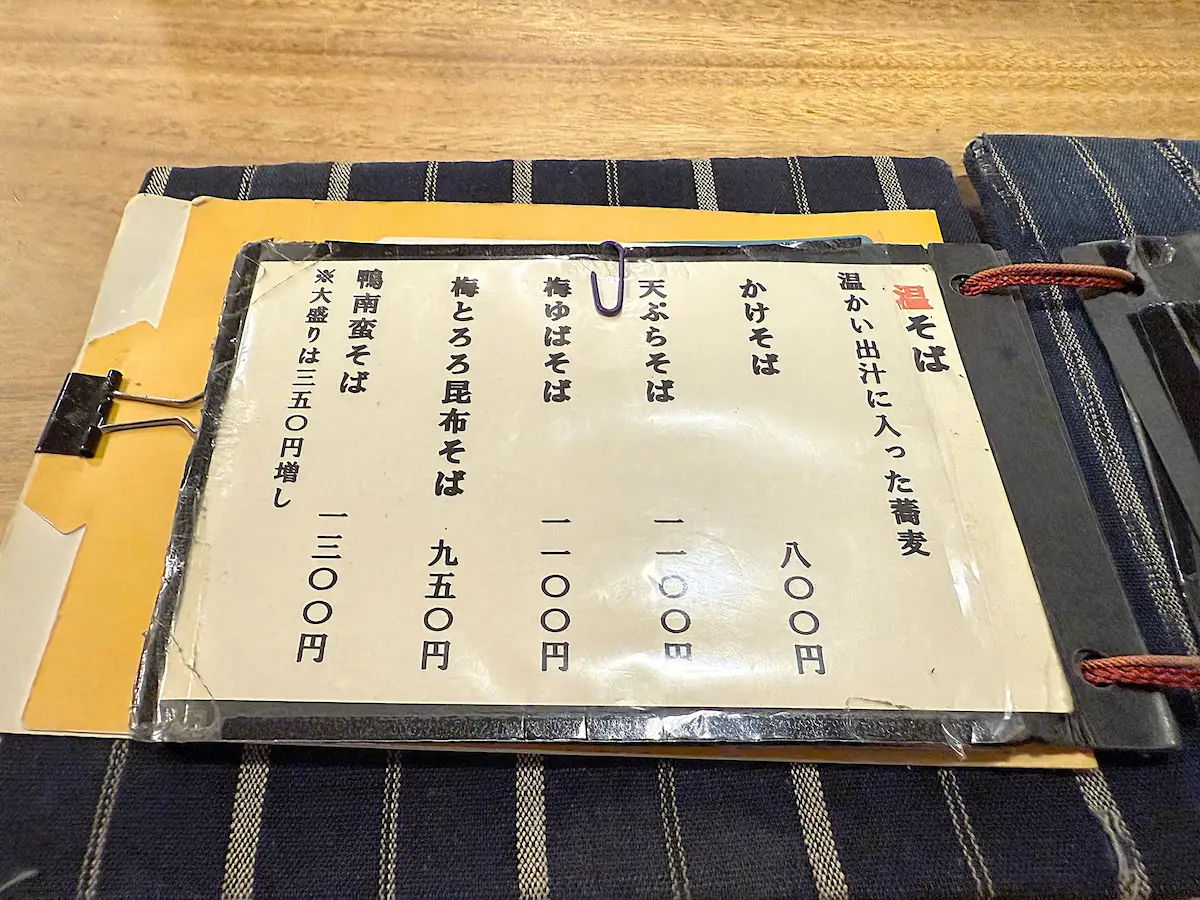 温そば
温かい出汁に入った蕎麦
かけそば 八〇〇円
天ぷらそば 一一〇〇円
梅ゆばそば 一一〇〇円
梅とろろ昆布そば 九五〇円
鴨南蛮そば 一三〇〇円
※大盛りは三五〇円増し